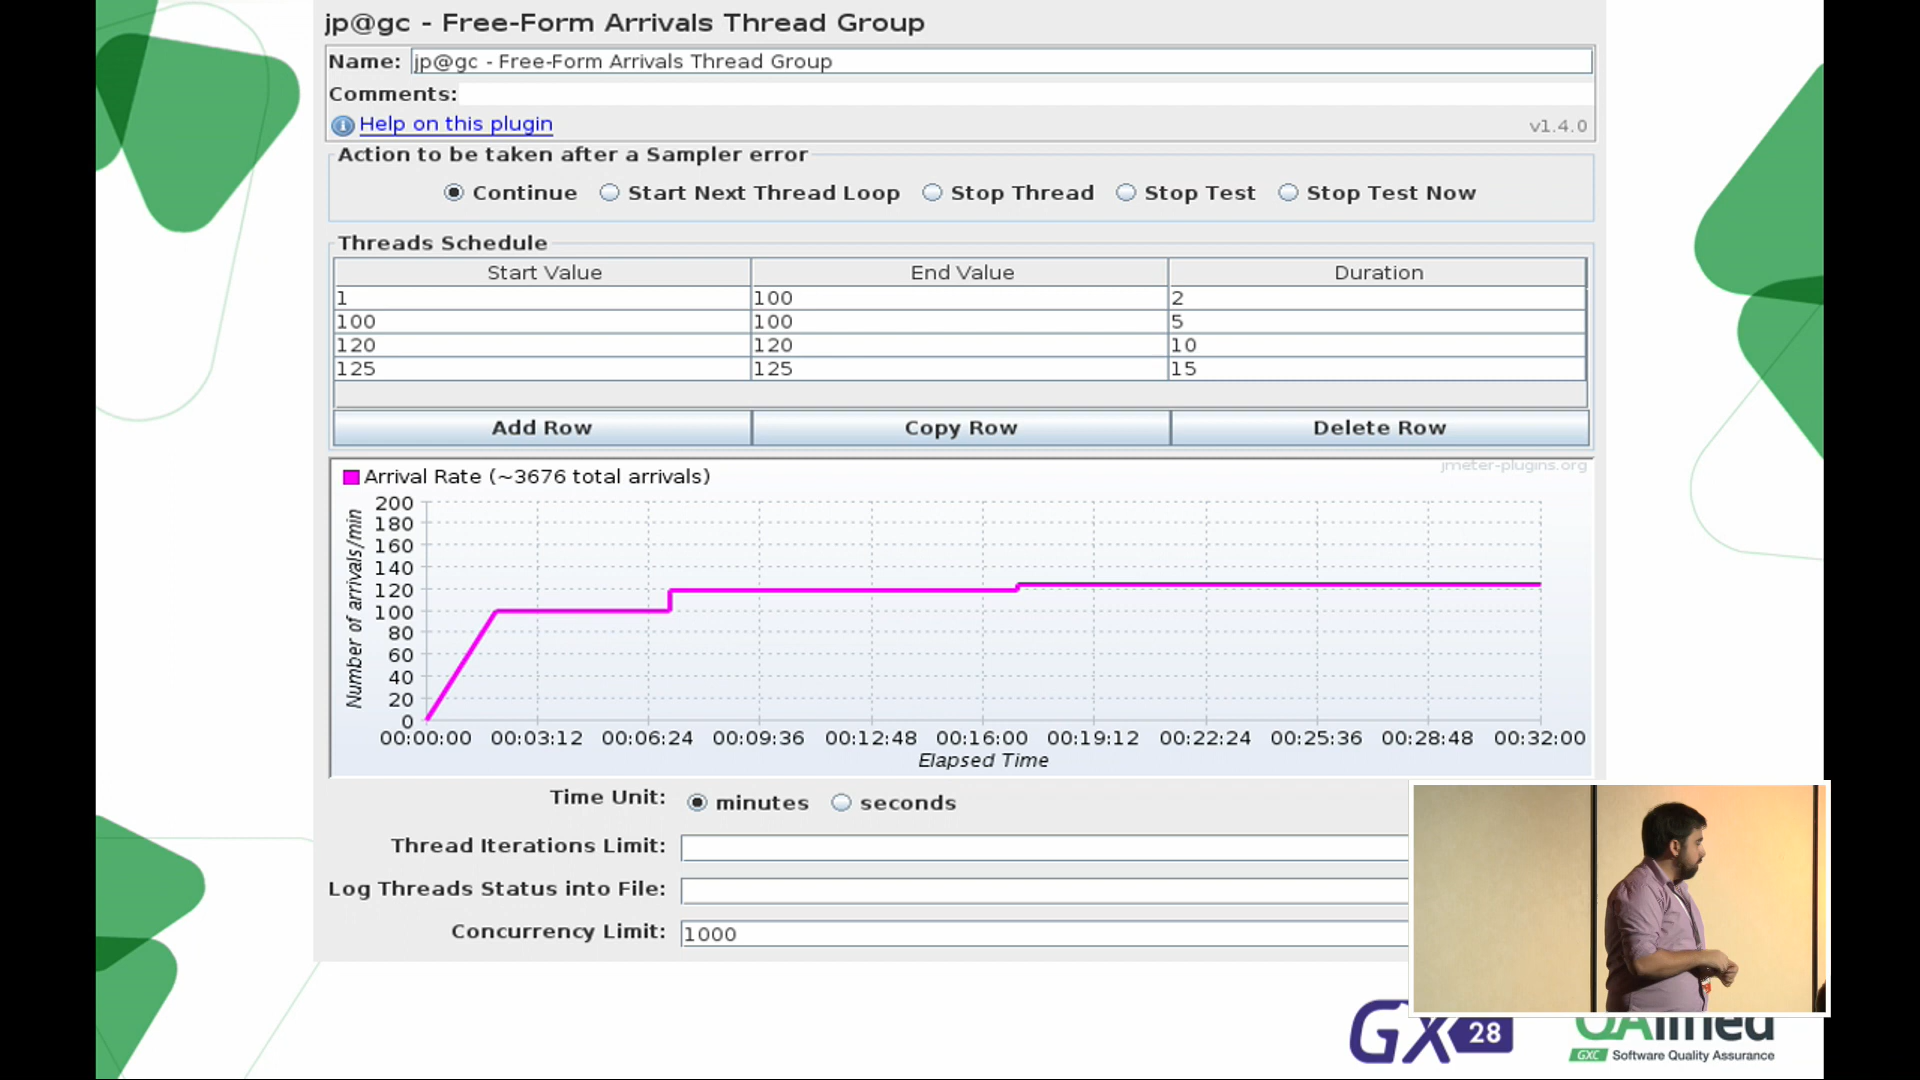 jp@gc - Free-Form Arrivals Thread Group
Name: jp@gc - Free-Form Arrivals Thread Group
Comments:
Help on this plugin
v1.4.0
Action to be taken after a Sampler error
Continue Start Next Thread Loop Stop Thread Stop Test Stop Test Now
Threads Schedule
Start Value End Value Duration
1 100 2
100 100 5
120 120 10
125 125 15
Add Row Copy Row Delete Row
Arrival Rate (~3676 total arrivals)
jmeter-plugins.org
Number of arrivals/min
200
180
160
140
120
100
80
60
40
20
0
00:00:00 00:03:12 00:06:24 00:09:36 00:12:48 00:16:00 00:19:12 00:22:24 00:25:36 00:28:48 00:32:00
Elapsed Time
Time Unit: minutes seconds
Thread Iterations Limit:
Log Threads Status into File:
Concurrency Limit: 1000
GX 28
GXC Software Quality Assurance